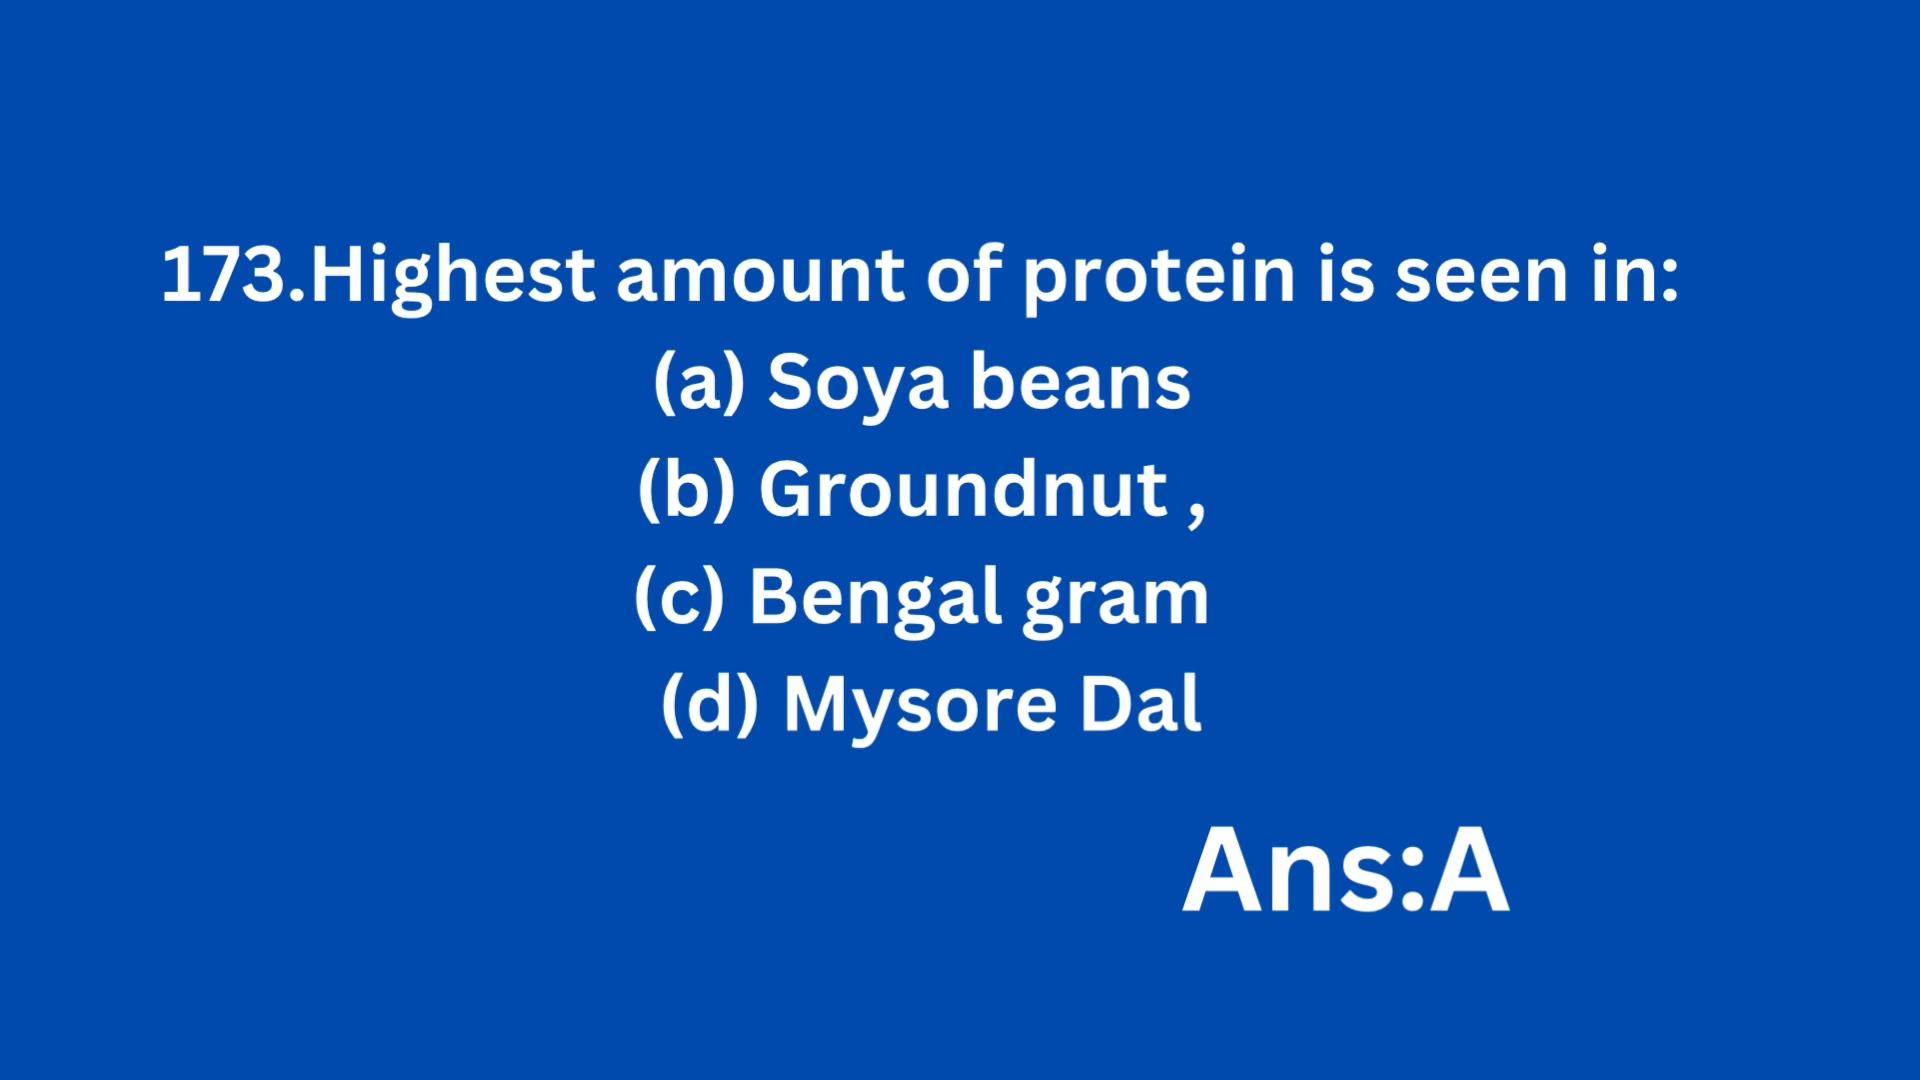 173.Highest amount of protein is seen in:
(a) Soya beans
(b) Groundnut ,
(c) Bengal gram
(d) Mysore Dal
Ans:A